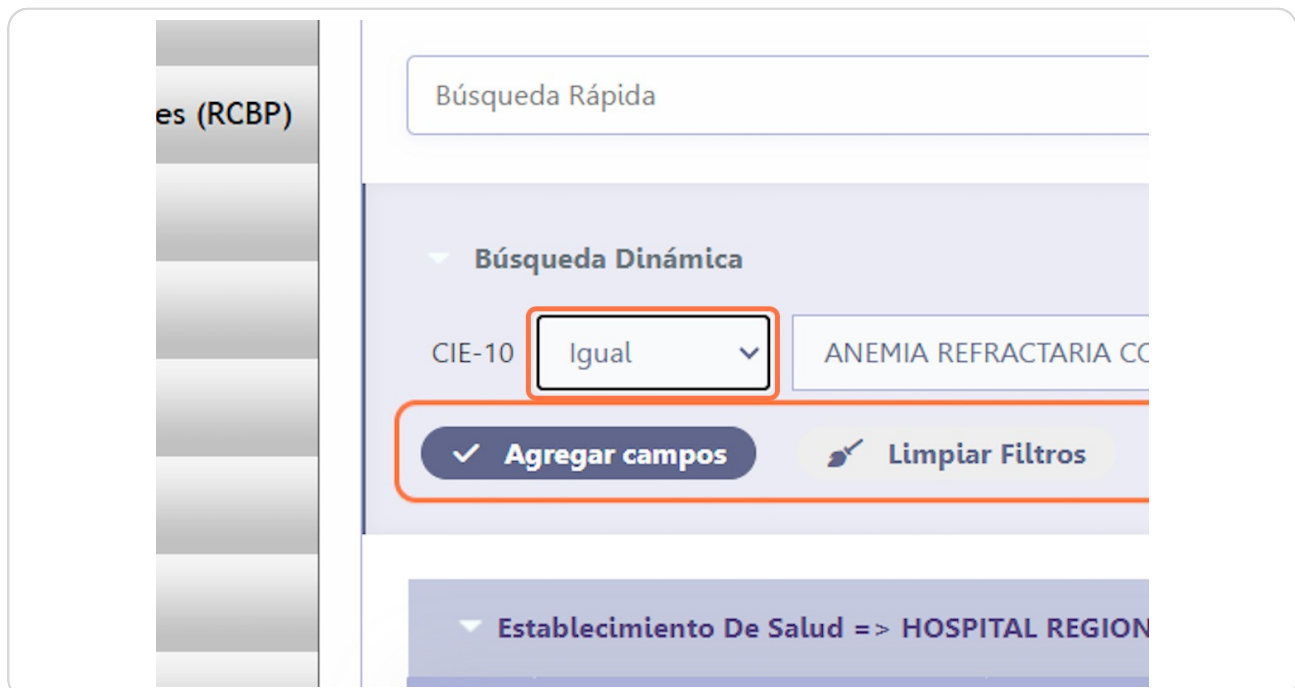 es (RCBP)
Búsqueda Rápida
Búsqueda Dinámica
CIE-10 Igual ANEMIA REFRACTARIA CO
Agregar campos Limpiar Filtros
Establecimiento De Salud => HOSPITAL REGION